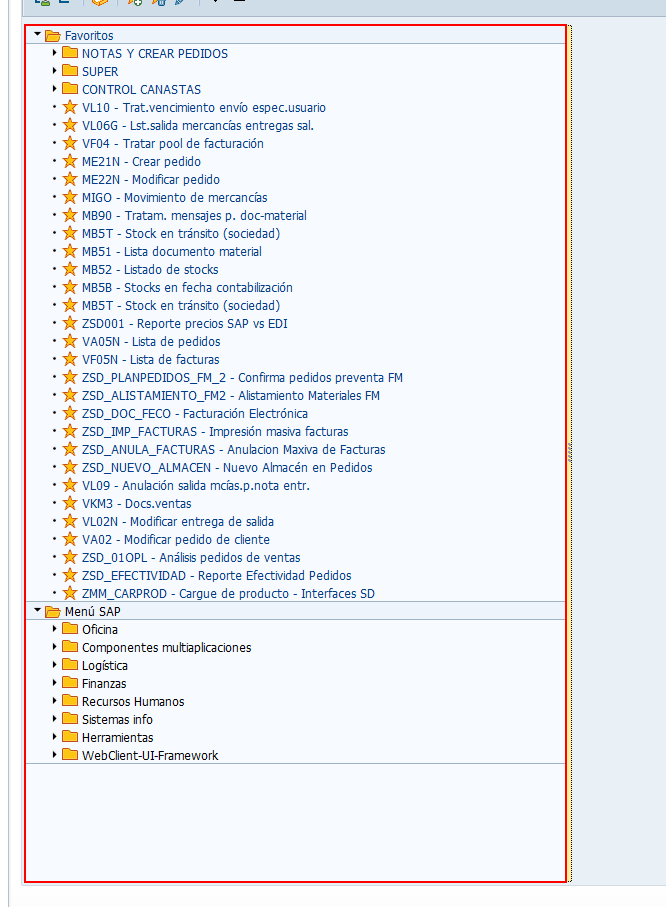 Favoritos
NOTAS Y CREAR PEDIDOS
SUPER
CONTROL CANASTAS
VL10 - Trat.vencimiento envío espec.usuario
VL06G - Lst.salida mercancías entregas sal.
VF04 - Tratar pool de facturación
ME21N - Crear pedido
ME22N - Modificar pedido
MIGO - Movimiento de mercancías
MB90 - Tratam. mensajes p. doc-material
MB5T - Stock en tránsito (sociedad)
MB51 - Lista documento material
MB52 - Listado de stocks
MB5B - Stocks en fecha contabilización
MB5T - Stock en tránsito (sociedad)
ZSD001 - Reporte precios SAP vs EDI
VA05N - Lista de pedidos
VF05N - Lista de facturas
ZSD_PLANPEDIDOS_FM_2 - Confirma pedidos preventa FM
ZSD_ALISTAMIENTO_FM2 - Alistamiento Materiales FM
ZSD_DOC_FECO - Facturación Electrónica
ZSD_IMP_FACTURAS - Impresión masiva facturas
ZSD_ANULA_FACTURAS - Anulacion Maxiva de Facturas
ZSD_NUEVO_ALMACEN - Nuevo Almacén en Pedidos
VL09 - Anulación salida mcías.p.nota entr.
VKM3 - Docs.ventas
VL02N - Modificar entrega de salida
VA02 - Modificar pedido de cliente
ZSD_01OPL - Análisis pedidos de ventas
ZSD_EFECTIVIDAD - Reporte Efectividad Pedidos
ZMM_CARPROD - Cargue de producto - Interfaces SD
Menú SAP
Oficina
Componentes multiaplicaciones
Logística
Finanzas
Recursos Humanos
Sistemas info
Herramientas
WebClient-UI-Framework